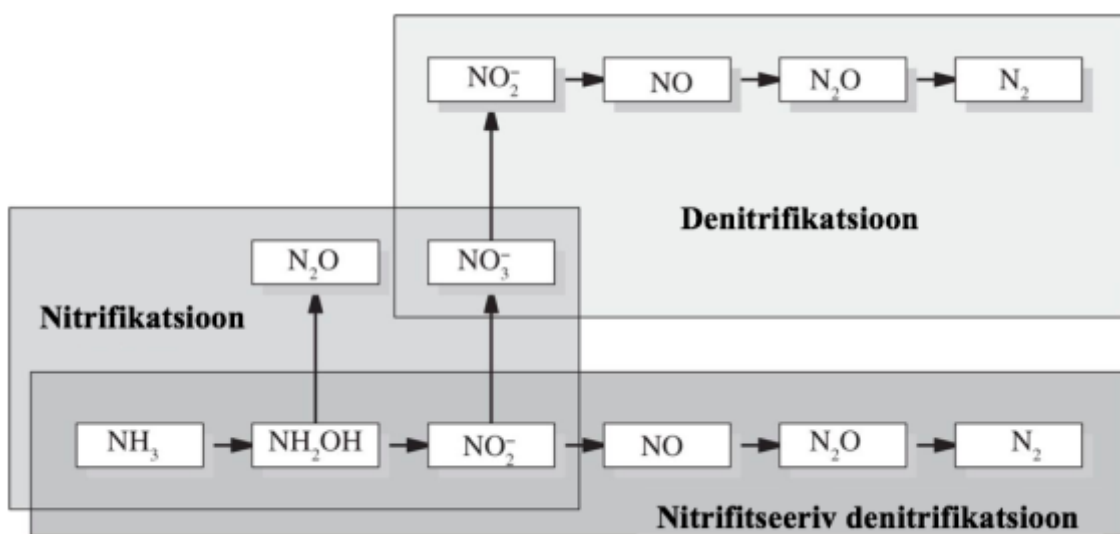 NO₂⁻ NO N₂O N₂
Denitrifikatsioon
N₂O NO₃⁻
Nitrifikatsioon
NH₃ NH₂OH NO₂⁻ NO N₂O N₂
Nitrifitseeriv denitrifikatsioon